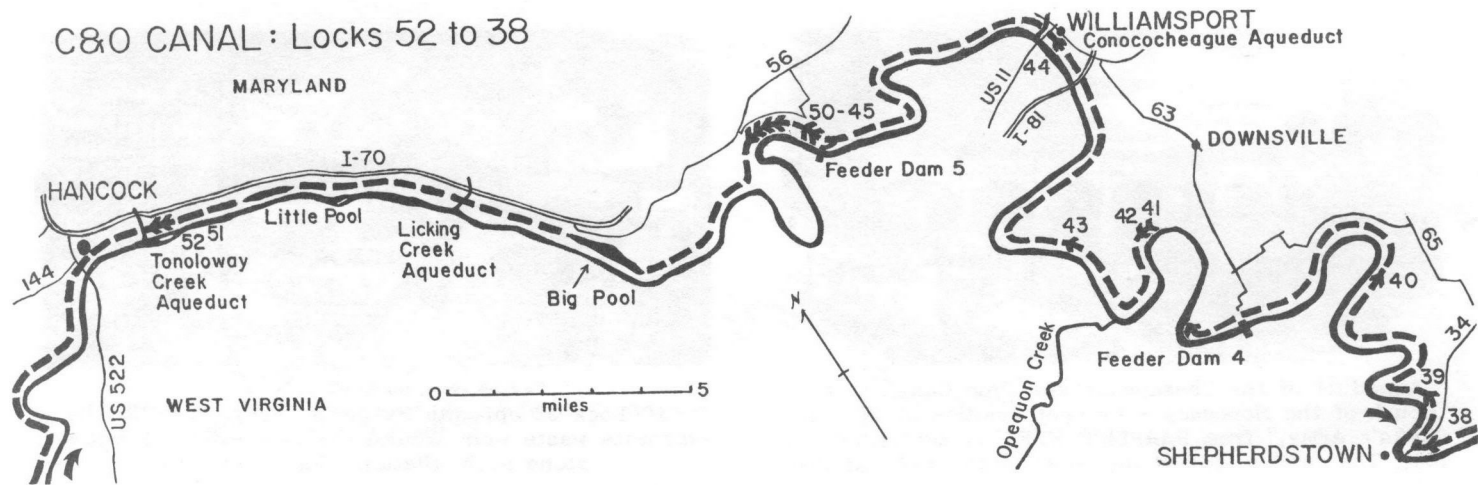 C&O CANAL: Locks 52 to 38
MARYLAND
HANCOCK
144
US 522
52 51
Tonoloway
Creek
Aqueduct
I-70
Little Pool
Licking
Creek
Aqueduct
Big Pool
WEST VIRGINIA
0 5
miles
56
50-45
Feeder Dam 5
N
WILLIAMSPORT
Conococheague Aqueduct
US 11
44
I-81
63
DOWNSVILLE
43
42
41
Opequon Creek
Feeder Dam 4
65
40
34
39
38
SHEPHERDSTOWN